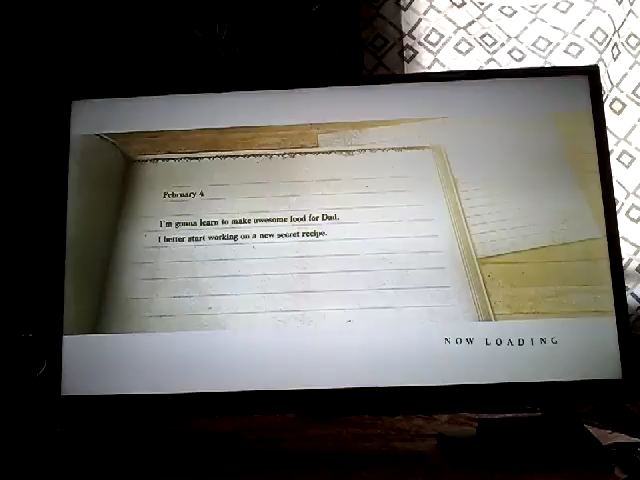 February 4
I'm gonna learn to make awesome food for Dad.
I better start working on a new secret recipe.
NOW LOADING